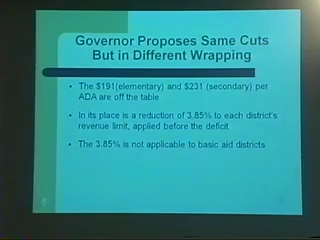 Governor Proposes Same Cuts
But in Different Wrapping
• The $191(elementary) and $231 (secondary) per
ADA are off the table
• In its place is a reduction of 3.85% to each district's
revenue limit, applied before the deficit
• The 3.85% is not applicable to basic aid districts